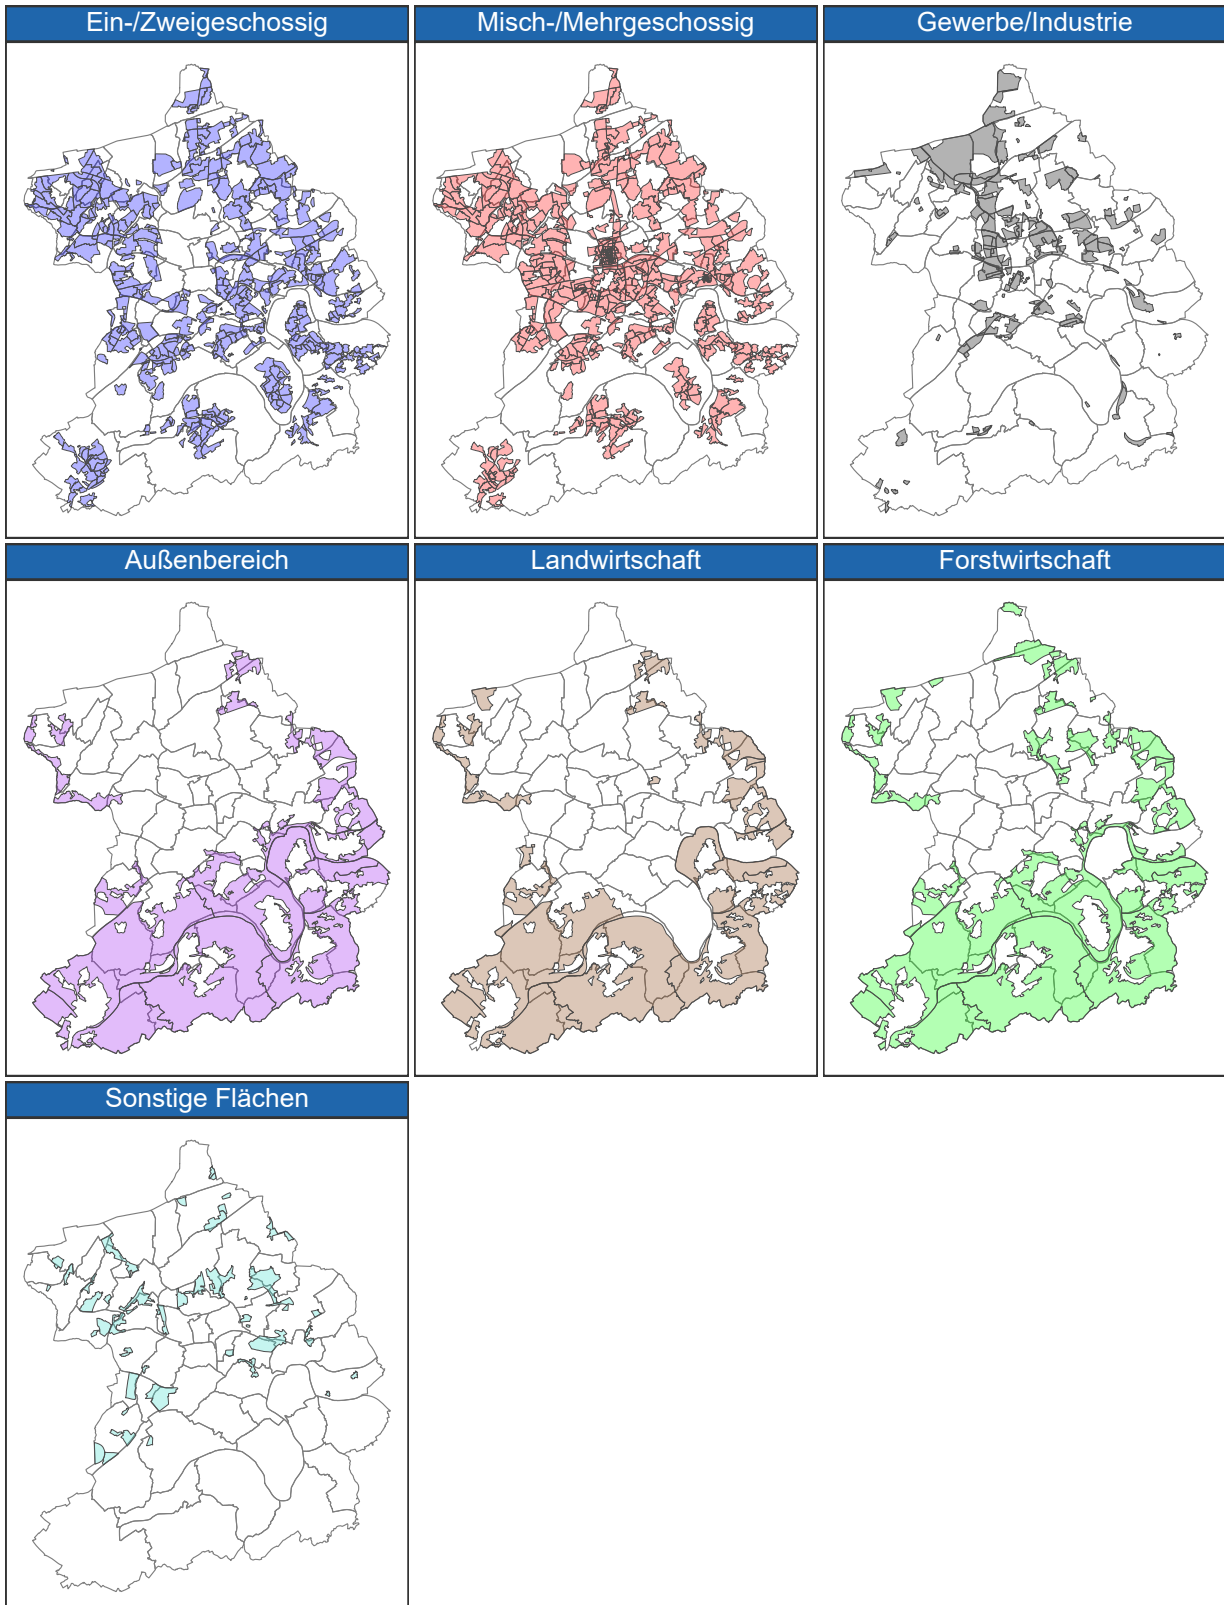 Ein-/Zweigeschossig
Misch-/Mehrgeschossig
Gewerbe/Industrie
Außenbereich
Landwirtschaft
Forstwirtschaft
Sonstige Flächen